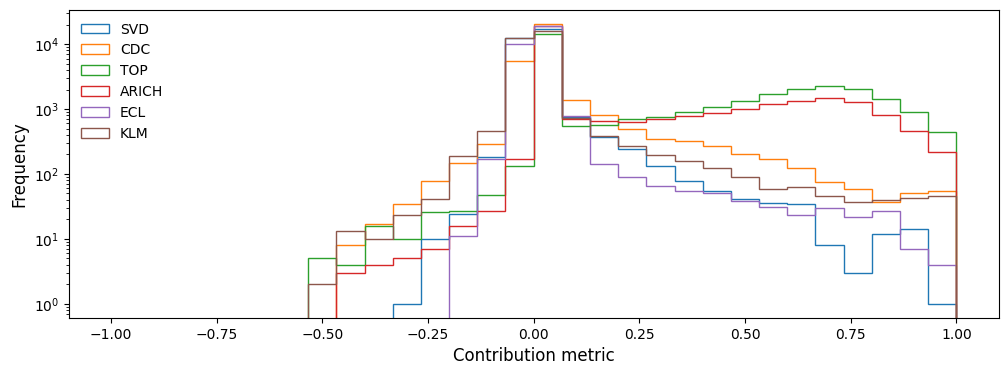 SVD
CDC
TOP
ARICH
ECL
KLM
Frequency
10⁴
10³
10²
10¹
10⁰
−1.00 −0.75 −0.50 −0.25 0.00 0.25 0.50 0.75 1.00
Contribution metric